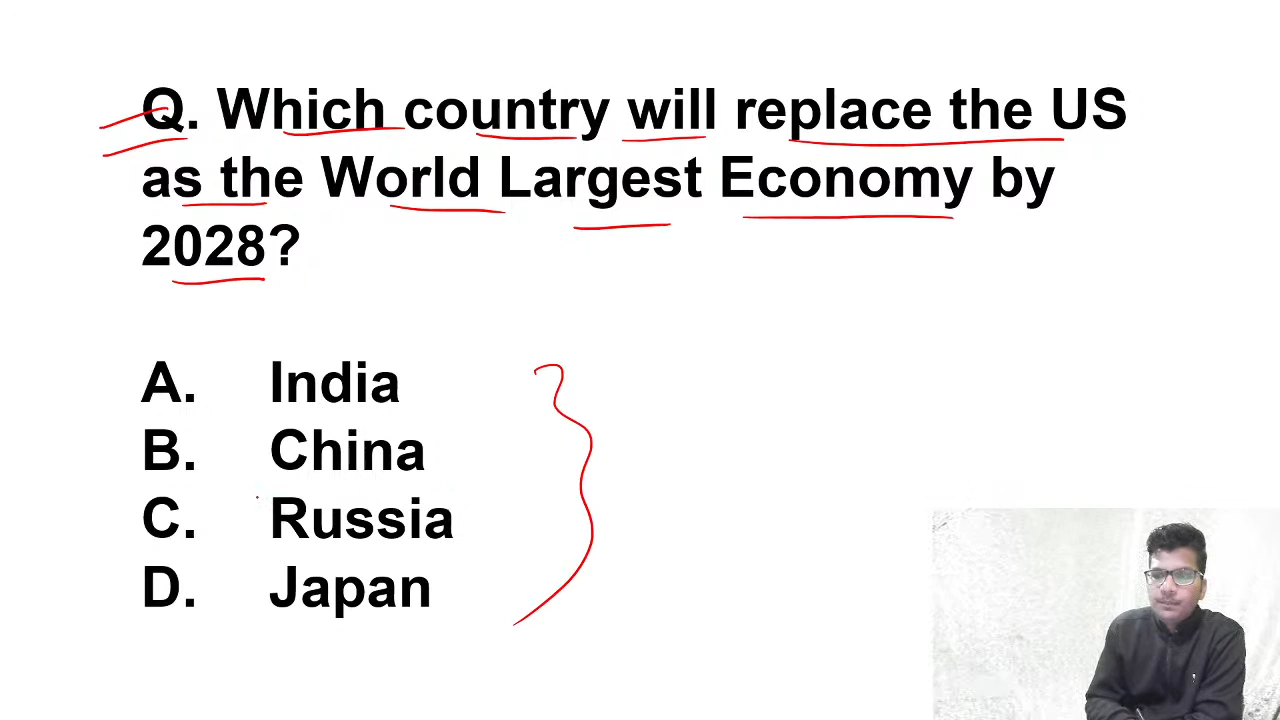 Q. Which country will replace the US
as the World Largest Economy by
2028?
A. India
B. China
C. Russia
D. Japan